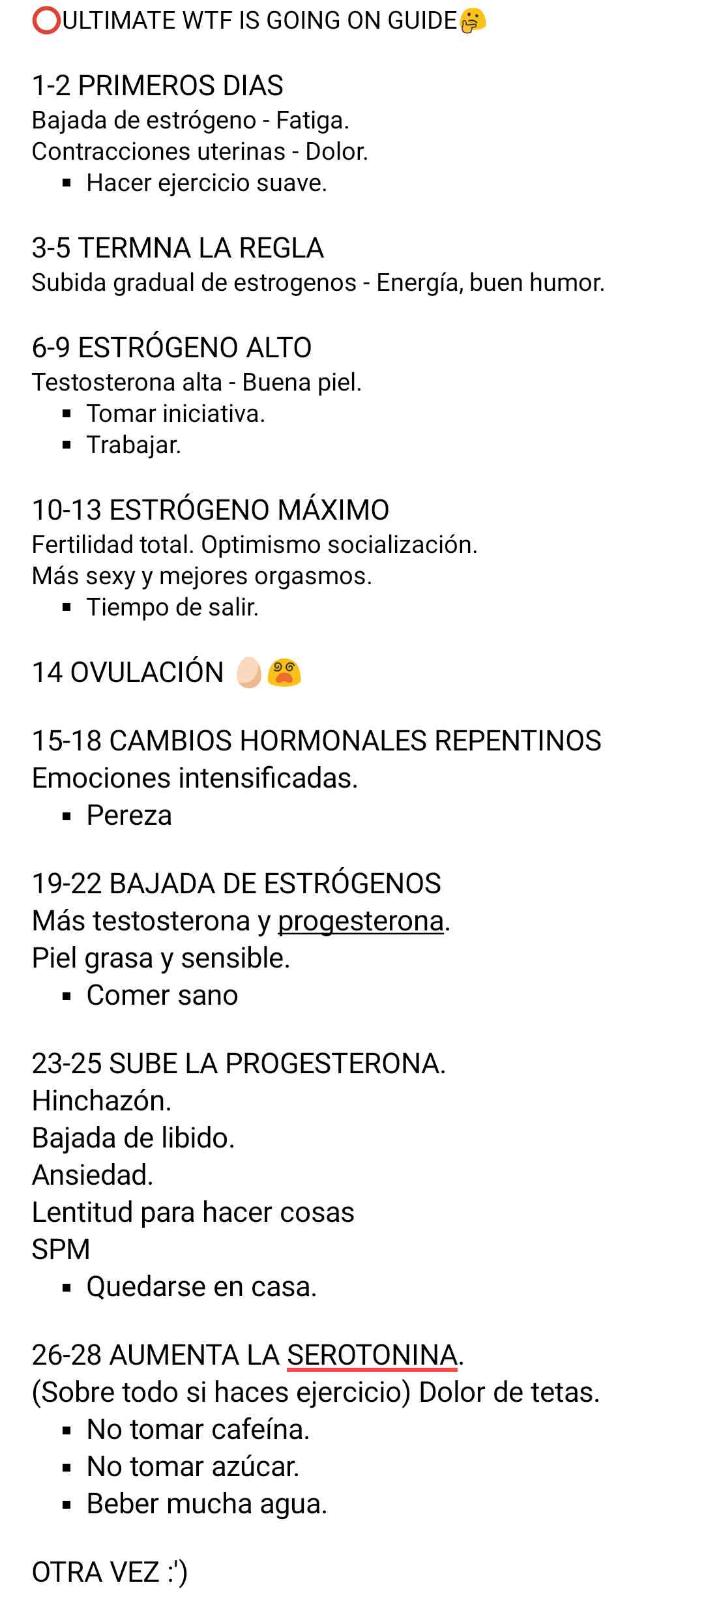 ⭕ULTIMATE WTF IS GOING ON GUIDE🤔
1-2 PRIMEROS DIAS
Bajada de estrógeno - Fatiga.
Contracciones uterinas - Dolor.
▪ Hacer ejercicio suave.
3-5 TERMNA LA REGLA
Subida gradual de estrogenos - Energía, buen humor.
6-9 ESTRÓGENO ALTO
Testosterona alta - Buena piel.
▪ Tomar iniciativa.
▪ Trabajar.
10-13 ESTRÓGENO MÁXIMO
Fertilidad total. Optimismo socialización.
Más sexy y mejores orgasmos.
▪ Tiempo de salir.
14 OVULACIÓN 🥚😵
15-18 CAMBIOS HORMONALES REPENTINOS
Emociones intensificadas.
▪ Pereza
19-22 BAJADA DE ESTRÓGENOS
Más testosterona y progesterona.
Piel grasa y sensible.
▪ Comer sano
23-25 SUBE LA PROGESTERONA.
Hinchazón.
Bajada de libido.
Ansiedad.
Lentitud para hacer cosas
SPM
▪ Quedarse en casa.
26-28 AUMENTA LA SEROTONINA.
(Sobre todo si haces ejercicio) Dolor de tetas.
▪ No tomar cafeína.
▪ No tomar azúcar.
▪ Beber mucha agua.
OTRA VEZ :')